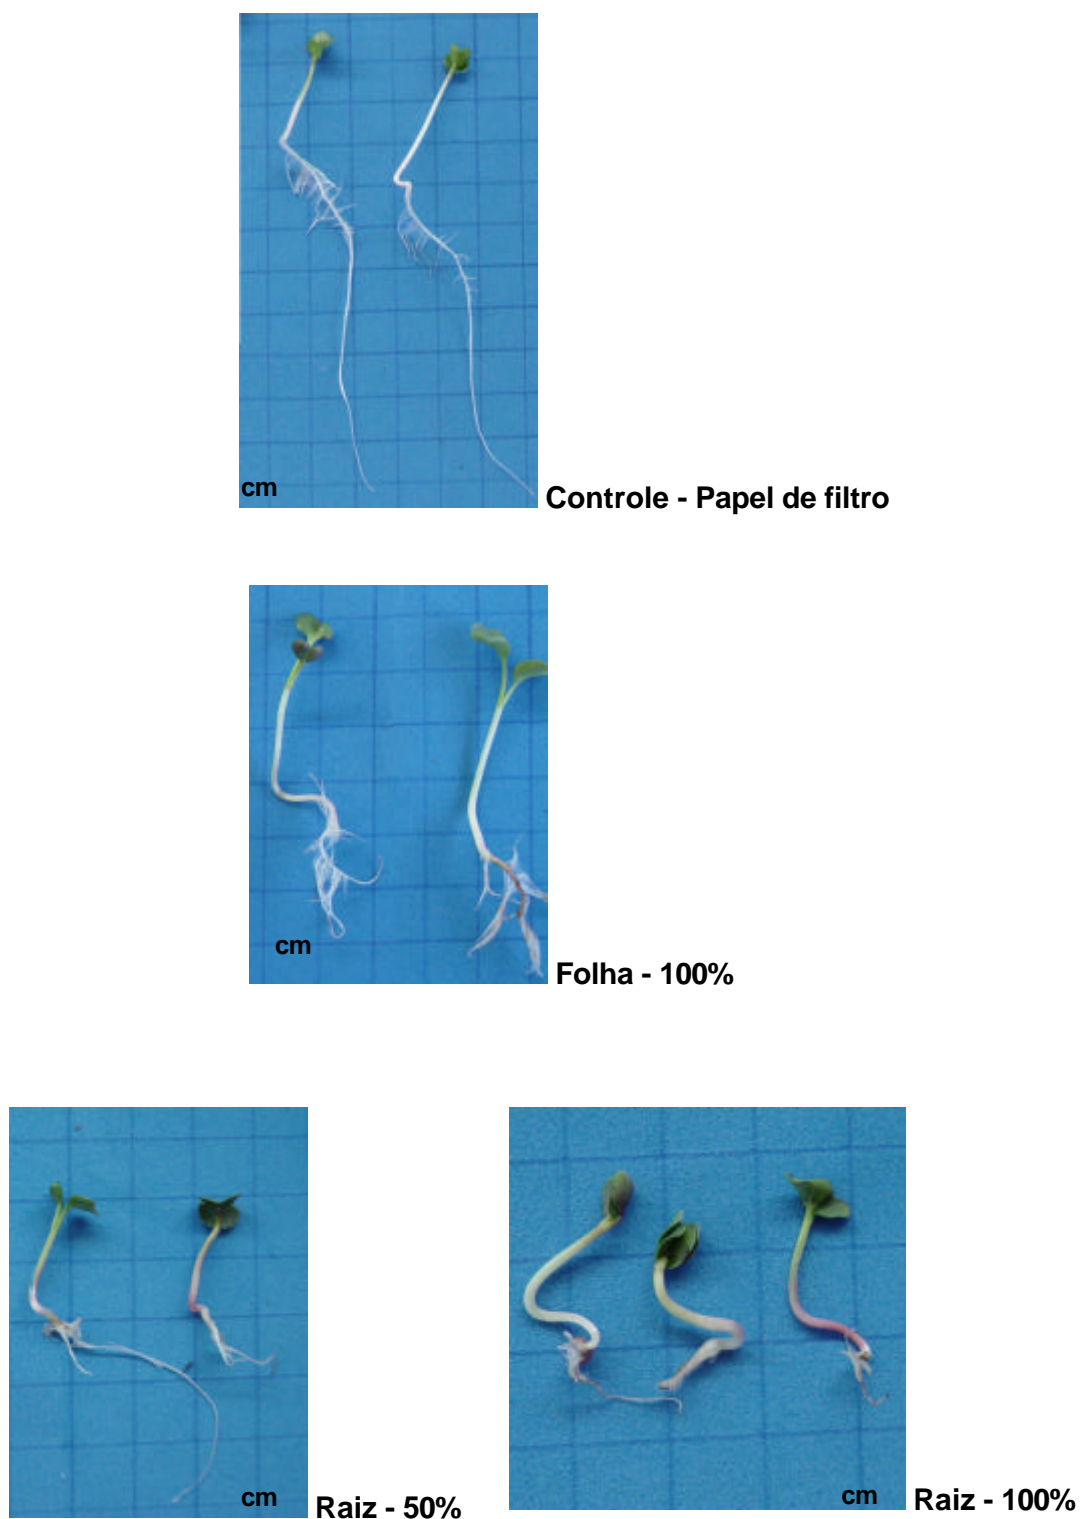 cm
Controle - Papel de filtro
cm
Folha - 100%
cm
Raiz - 50%
cm
Raiz - 100%